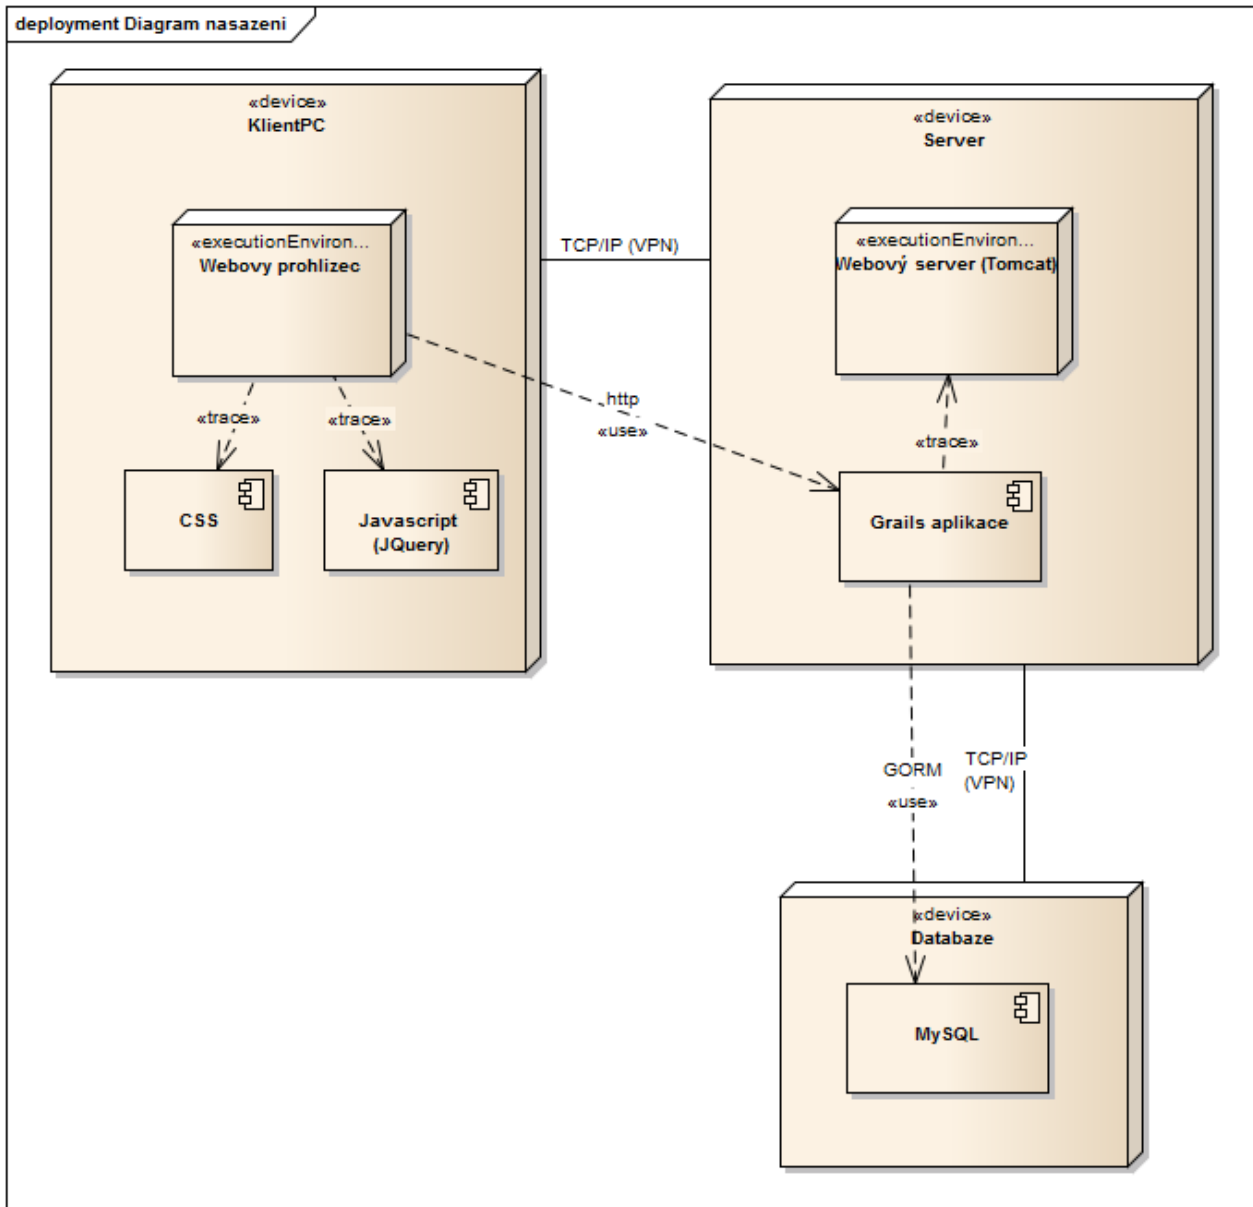 deployment Diagram nasazeni
«device»
KlientPC
«executionEnviron...
Webovy prohlizec
«trace»
«trace»
CSS
Javascript
(JQuery)
TCP/IP (VPN)
http
«use»
«device»
Server
«executionEnviron...
Webový server (Tomcat)
«trace»
Grails aplikace
GORM
«use»
TCP/IP
(VPN)
«device»
Databaze
MySQL